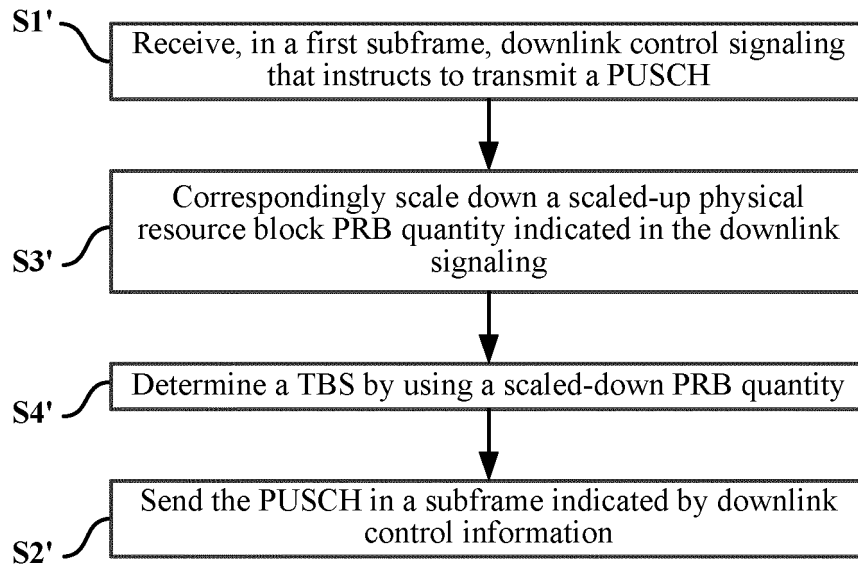 S1'
Receive, in a first subframe, downlink control signaling
that instructs to transmit a PUSCH
Correspondingly scale down a scaled-up physical
resource block PRB quantity indicated in the downlink
signaling
S3'
Determine a TBS by using a scaled-down PRB quantity
S4'
Send the PUSCH in a subframe indicated by downlink
control information
S2'